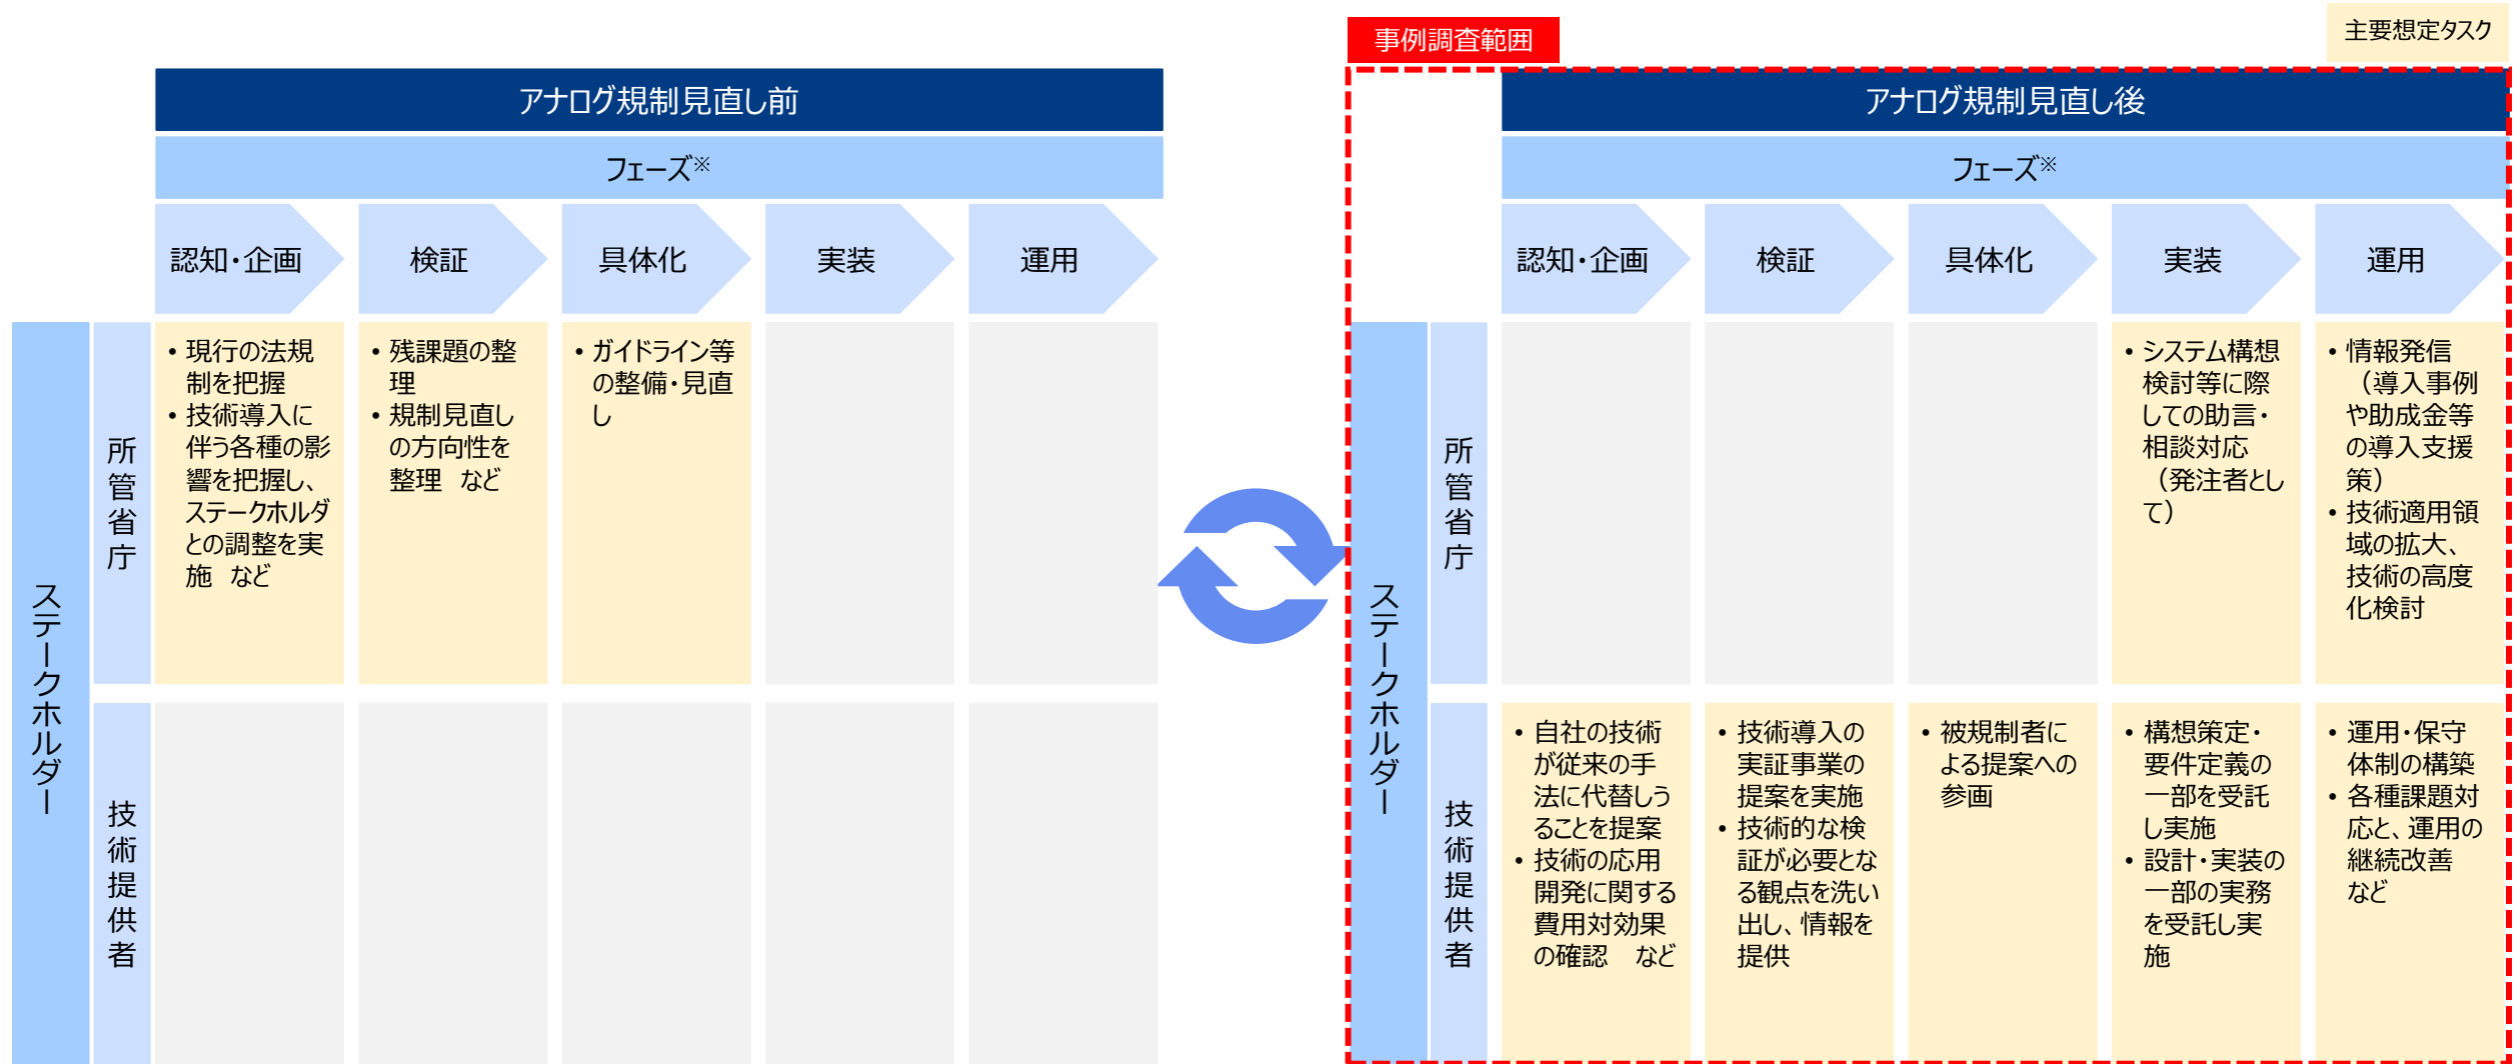 主要想定タスク
事例調査範囲
アナログ規制見直し前
フェーズ※
認知・企画
検証
具体化
実装
運用
ステークホルダー
所管省庁
• 現行の法規
制を把握
• 技術導入に
伴う各種の影
響を把握し、
ステークホルダ
との調整を実
施 など
• 残課題の整
理
• 規制見直し
の方向性を
整理 など
• ガイドライン等
の整備・見直
し
技術提供者
アナログ規制見直し後
フェーズ※
認知・企画
検証
具体化
実装
運用
ステークホルダー
所管省庁
• システム構想
検討等に際
しての助言・
相談対応
（発注者とし
て）
• 情報発信
（導入事例
や助成金等
の導入支援
策）
• 技術適用領
域の拡大、
技術の高度
化検討
技術提供者
• 自社の技術
が従来の手
法に代替しう
ることを提案
• 技術の応用
開発に関する
費用対効果
の確認 など
• 技術導入の
実証事業の
提案を実施
• 技術的な検
証が必要とな
る観点を洗い
出し、情報を
提供
• 被規制者に
よる提案への
参画
• 構想策定・
要件定義の
一部を受託
し実施
• 設計・実装の
一部の実務
を受託し実
施
• 運用・保守
体制の構築
• 各種課題対
応と、運用の
継続改善
など